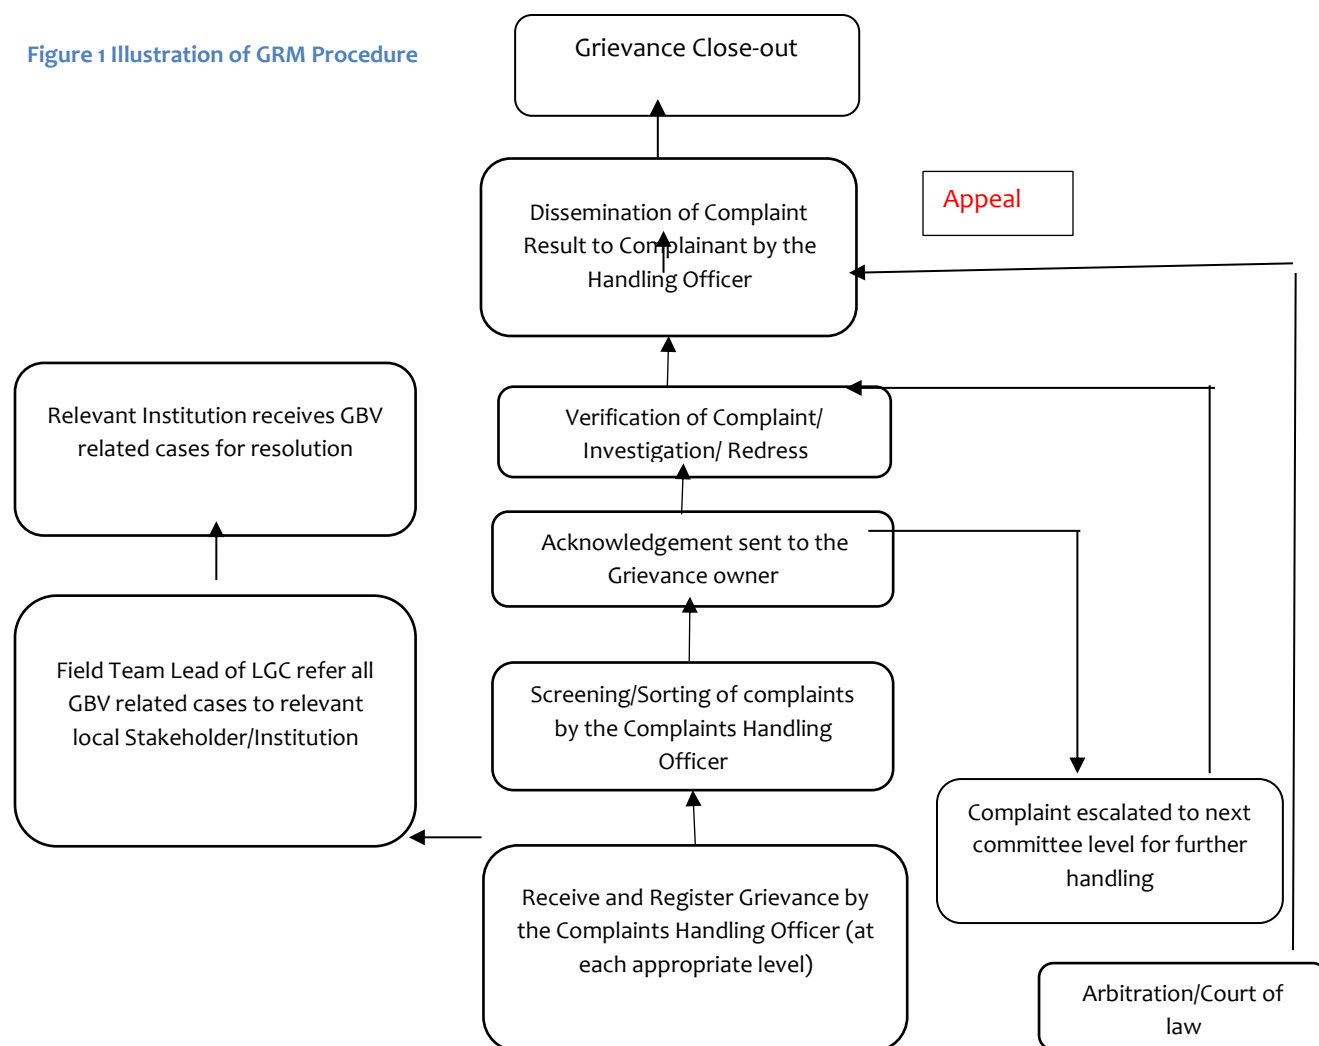 Figure 1 Illustration of GRM Procedure
Grievance Close-out
Dissemination of Complaint
Result to Complainant by the
Handling Officer
Appeal
Relevant Institution receives GBV
related cases for resolution
Verification of Complaint/
Investigation/ Redress
Acknowledgement sent to the
Grievance owner
Field Team Lead of LGC refer all
GBV related cases to relevant
local Stakeholder/Institution
Screening/Sorting of complaints
by the Complaints Handling
Officer
Complaint escalated to next
committee level for further
handling
Receive and Register Grievance by
the Complaints Handling Officer (at
each appropriate level)
Arbitration/Court of
law